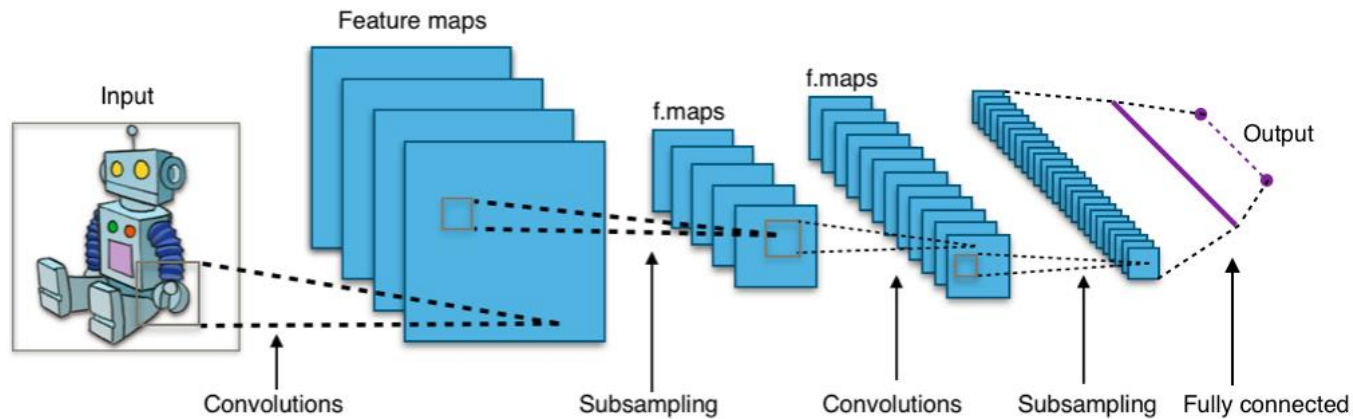 Feature maps
f.maps
f.maps
Input
Output
Convolutions
Subsampling
Convolutions
Subsampling
Fully connected